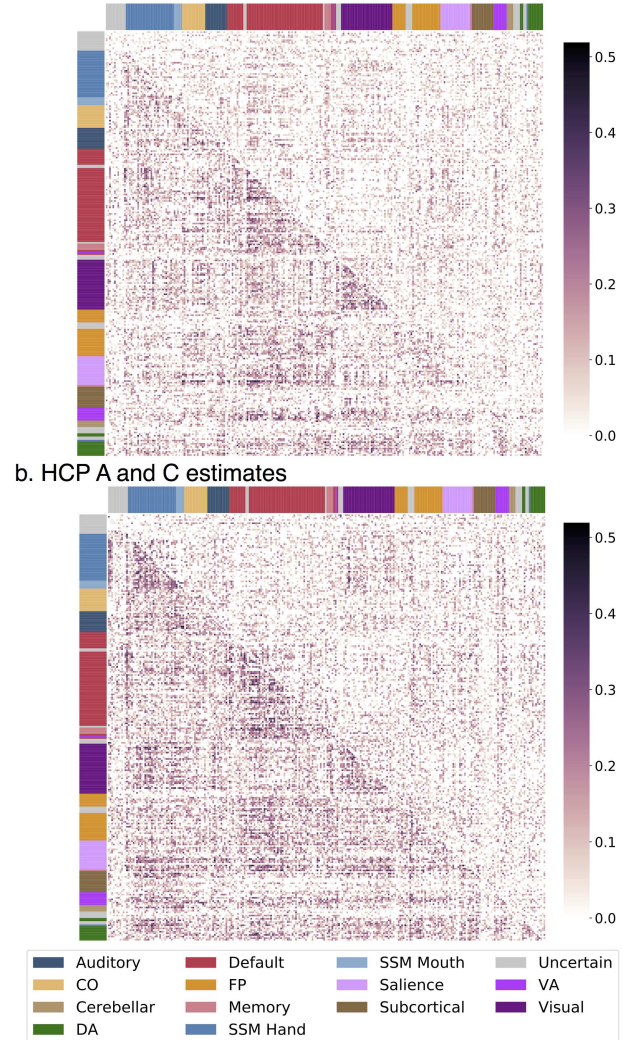 0.5
0.4
0.3
0.2
0.1
0.0
b. HCP A and C estimates
0.5
0.4
0.3
0.2
0.1
0.0
Auditory Default SSM Mouth Uncertain
CO FP Salience VA
Cerebellar Memory Subcortical Visual
DA SSM Hand